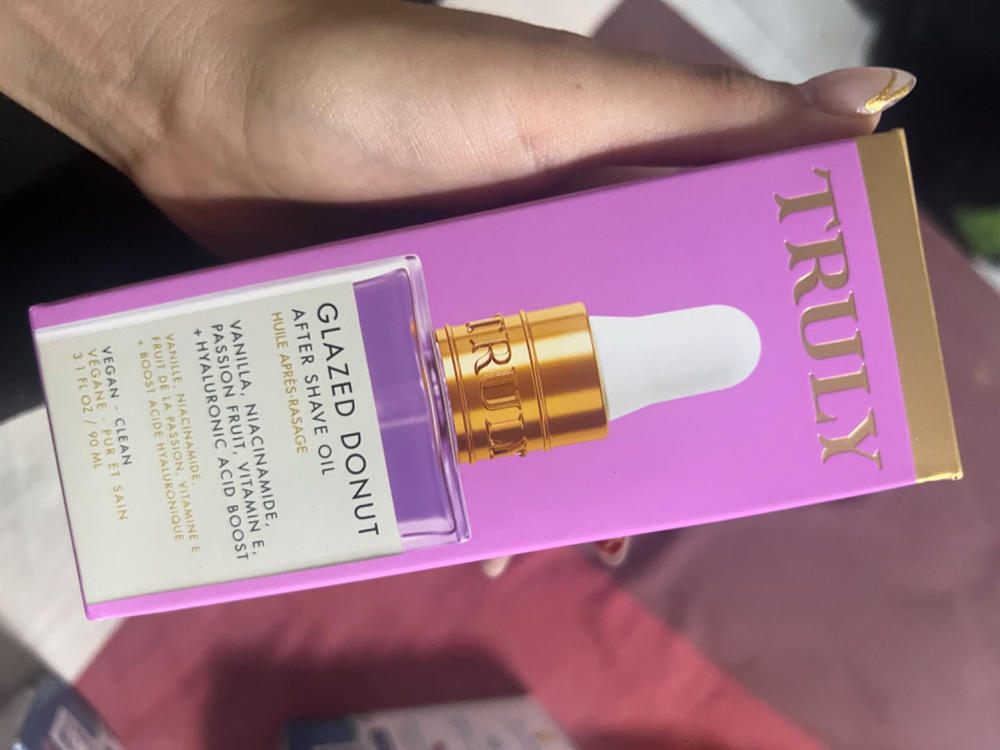 TRULY
TRULY
GLAZED DONUT
AFTER SHAVE OIL
HUILE APRÈS-RASAGE
VANILLA, NIACINAMIDE,
PASSION FRUIT, VITAMIN E,
+ HYALURONIC ACID BOOST
VANILLE, NIACINAMIDE,
FRUIT DE LA PASSION, VITAMINE E
+ BOOST ACIDE HYALURONIQUE
VEGAN · CLEAN
VÉGANE · PUR ET SAIN
3.1 FL OZ / 90 ML